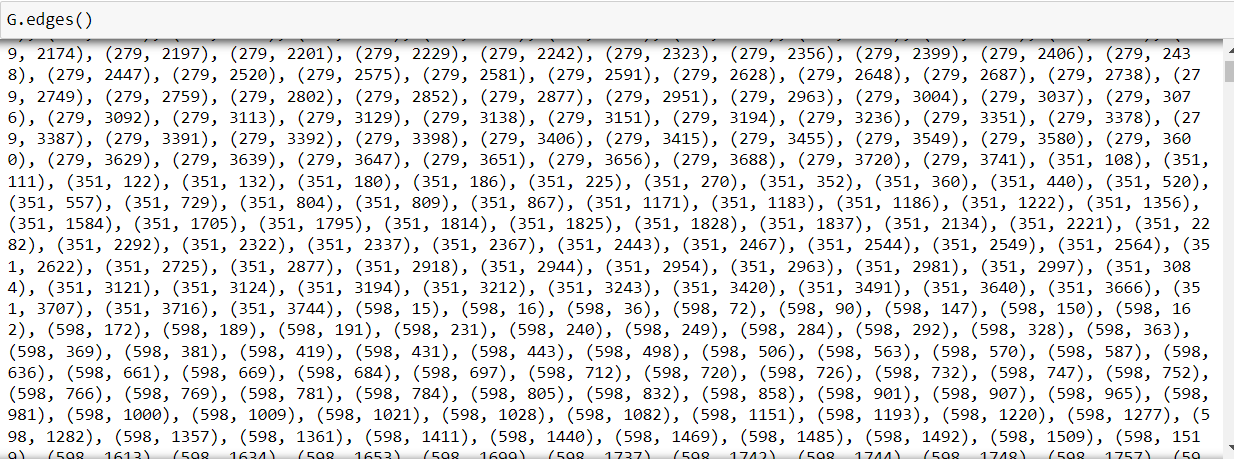 G.edges()
9, 2174), (279, 2197), (279, 2201), (279, 2229), (279, 2242), (279, 2323), (279, 2356), (279, 2399), (279, 2406), (279, 243
8), (279, 2447), (279, 2520), (279, 2575), (279, 2581), (279, 2591), (279, 2628), (279, 2648), (279, 2687), (279, 2738), (27
9, 2749), (279, 2759), (279, 2802), (279, 2852), (279, 2877), (279, 2951), (279, 2963), (279, 3004), (279, 3037), (279, 307
6), (279, 3092), (279, 3113), (279, 3129), (279, 3138), (279, 3151), (279, 3194), (279, 3236), (279, 3351), (279, 3378), (27
9, 3387), (279, 3391), (279, 3392), (279, 3398), (279, 3406), (279, 3415), (279, 3455), (279, 3549), (279, 3580), (279, 360
0), (279, 3629), (279, 3639), (279, 3647), (279, 3651), (279, 3656), (279, 3688), (279, 3720), (279, 3741), (351, 108), (351,
111), (351, 122), (351, 132), (351, 180), (351, 186), (351, 225), (351, 270), (351, 352), (351, 360), (351, 440), (351, 520),
(351, 557), (351, 729), (351, 804), (351, 809), (351, 867), (351, 1171), (351, 1183), (351, 1186), (351, 1222), (351, 1356),
(351, 1584), (351, 1705), (351, 1795), (351, 1814), (351, 1825), (351, 1828), (351, 1837), (351, 2134), (351, 2221), (351, 22
82), (351, 2292), (351, 2322), (351, 2337), (351, 2367), (351, 2443), (351, 2467), (351, 2544), (351, 2549), (351, 2564), (35
1, 2622), (351, 2725), (351, 2877), (351, 2918), (351, 2944), (351, 2954), (351, 2963), (351, 2981), (351, 2997), (351, 308
4), (351, 3121), (351, 3124), (351, 3194), (351, 3212), (351, 3243), (351, 3420), (351, 3491), (351, 3640), (351, 3666), (35
1, 3707), (351, 3716), (351, 3744), (598, 15), (598, 16), (598, 36), (598, 72), (598, 90), (598, 147), (598, 150), (598, 16
2), (598, 172), (598, 189), (598, 191), (598, 231), (598, 240), (598, 249), (598, 284), (598, 292), (598, 328), (598, 363),
(598, 369), (598, 381), (598, 419), (598, 431), (598, 443), (598, 498), (598, 506), (598, 563), (598, 570), (598, 587), (598,
636), (598, 661), (598, 669), (598, 684), (598, 697), (598, 712), (598, 720), (598, 726), (598, 732), (598, 747), (598, 752),
(598, 766), (598, 769), (598, 781), (598, 784), (598, 805), (598, 832), (598, 858), (598, 901), (598, 907), (598, 965), (598,
981), (598, 1000), (598, 1009), (598, 1021), (598, 1028), (598, 1082), (598, 1151), (598, 1193), (598, 1220), (598, 1277), (5
98, 1282), (598, 1357), (598, 1361), (598, 1411), (598, 1440), (598, 1469), (598, 1485), (598, 1492), (598, 1509), (598, 151
9), (598, 1613), (598, 1634), (598, 1653), (598, 1699), (598, 1737), (598, 1742), (598, 1744), (598, 1748), (598, 1757), (59